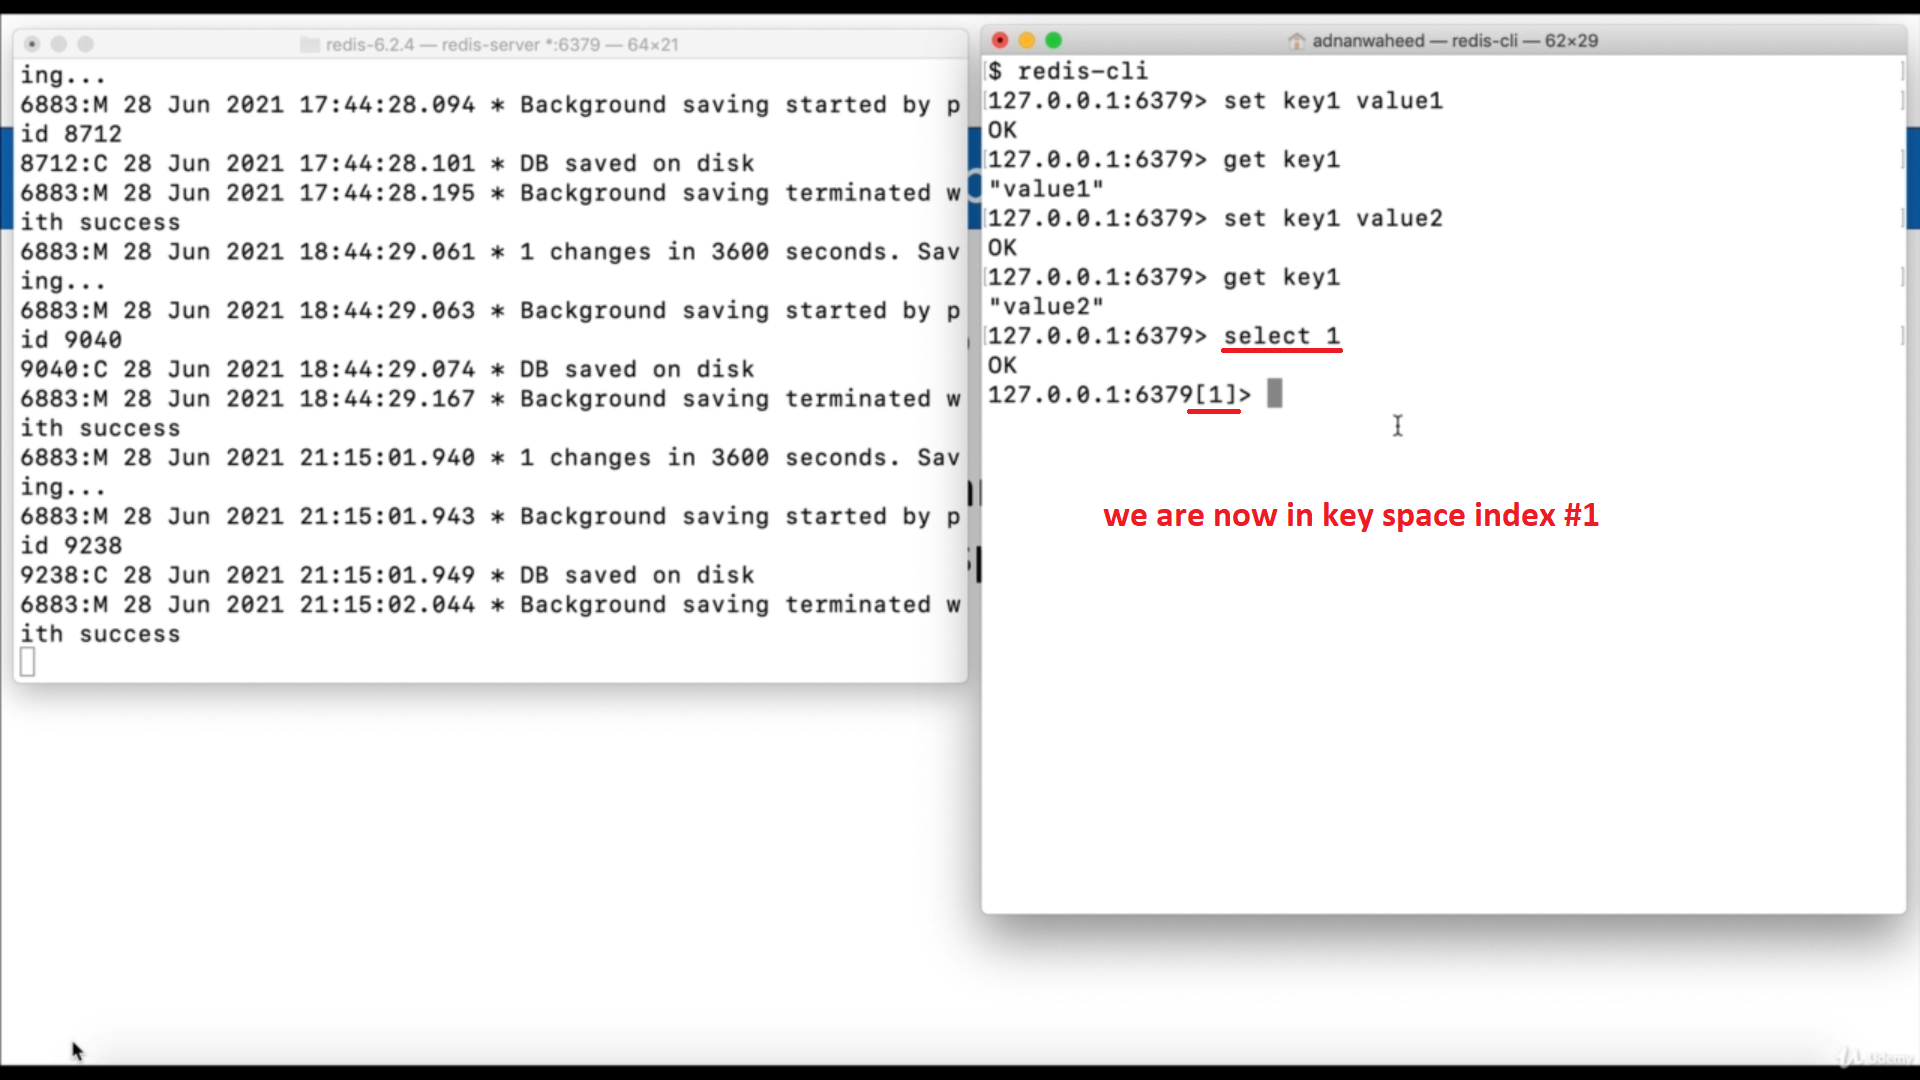 redis-6.2.4 — redis-server *:6379 — 64×21
ing...
6883:M 28 Jun 2021 17:44:28.094 * Background saving started by p
id 8712
8712:C 28 Jun 2021 17:44:28.101 * DB saved on disk
6883:M 28 Jun 2021 17:44:28.195 * Background saving terminated w
ith success
6883:M 28 Jun 2021 18:44:29.061 * 1 changes in 3600 seconds. Sav
ing...
6883:M 28 Jun 2021 18:44:29.063 * Background saving started by p
id 9040
9040:C 28 Jun 2021 18:44:29.074 * DB saved on disk
6883:M 28 Jun 2021 18:44:29.167 * Background saving terminated w
ith success
6883:M 28 Jun 2021 21:15:01.940 * 1 changes in 3600 seconds. Sav
ing...
6883:M 28 Jun 2021 21:15:01.943 * Background saving started by p
id 9238
9238:C 28 Jun 2021 21:15:01.949 * DB saved on disk
6883:M 28 Jun 2021 21:15:02.044 * Background saving terminated w
ith success
adnanwaheed — redis-cli — 62×29
$ redis-cli
127.0.0.1:6379> set key1 value1
OK
127.0.0.1:6379> get key1
"value1"
127.0.0.1:6379> set key1 value2
OK
127.0.0.1:6379> get key1
"value2"
127.0.0.1:6379> select 1
OK
127.0.0.1:6379[1]>
we are now in key space index #1
Udemy